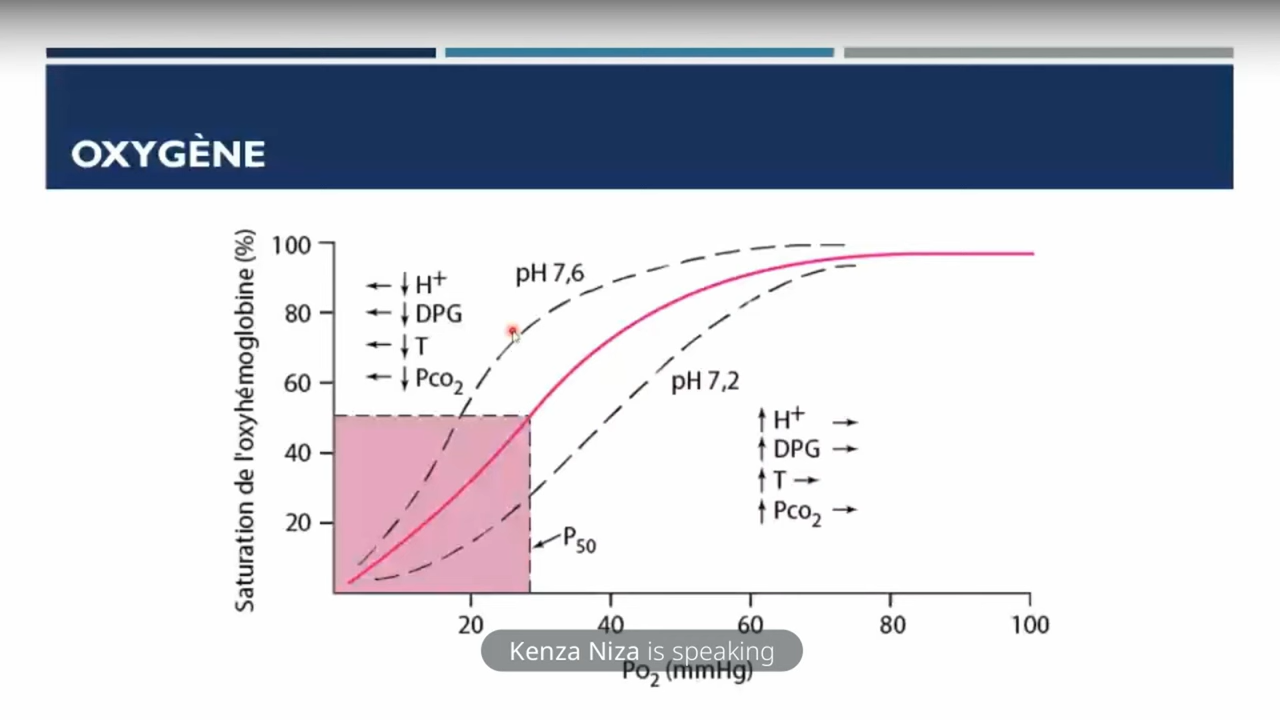 OXYGÈNE
Saturation de l'oxyhémoglobine (%)
100
80
60
40
20
← ↓ H+
← ↓ DPG
← ↓ T
← ↓ Pco2
pH 7,6
pH 7,2
↑ H+ →
↑ DPG →
↑ T →
↑ Pco2 →
P50
20 40 60 80 100
Kenza Niza is speaking
Po2 (mmHg)